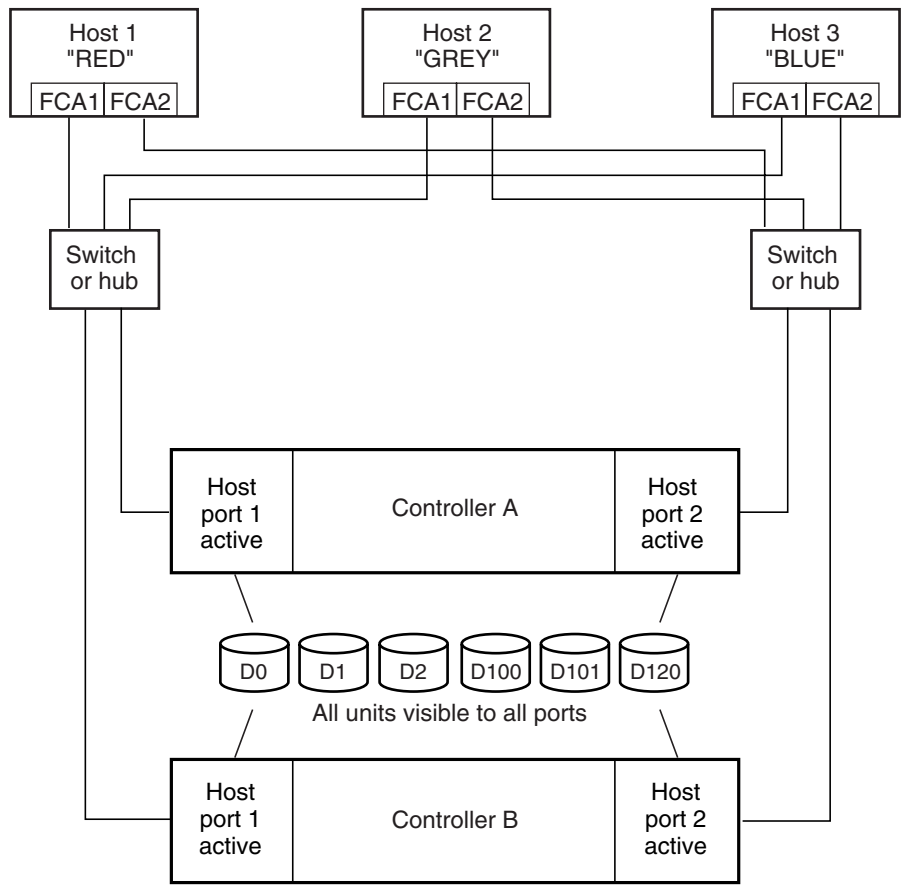 Host 1
"RED"
FCA1 FCA2
Host 2
"GREY"
FCA1 FCA2
Host 3
"BLUE"
FCA1 FCA2
Switch
or hub
Switch
or hub
Host
port 1
active
Controller A
Host
port 2
active
D0 D1 D2 D100 D101 D120
All units visible to all ports
Host
port 1
active
Controller B
Host
port 2
active